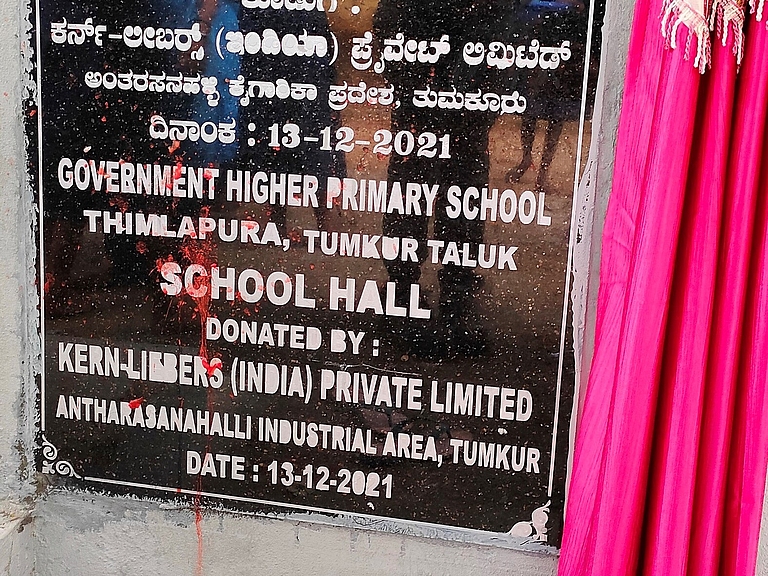 ಕೊಡುಗೆ :
ಕರ್ನ್-ಲೀಬರ್ಸ್ (ಇಂಡಿಯಾ) ಪ್ರೈವೇಟ್ ಲಿಮಿಟೆಡ್
ಅಂತರಸನಹಳ್ಳಿ ಕೈಗಾರಿಕಾ ಪ್ರದೇಶ, ತುಮಕೂರು
ದಿನಾಂಕ : 13-12-2021
GOVERNMENT HIGHER PRIMARY SCHOOL
THIMLAPURA, TUMKUR TALUK
SCHOOL HALL
DONATED BY :
KERN-LIEBERS (INDIA) PRIVATE LIMITED
ANTHARASANAHALLI INDUSTRIAL AREA, TUMKUR
DATE : 13-12-2021